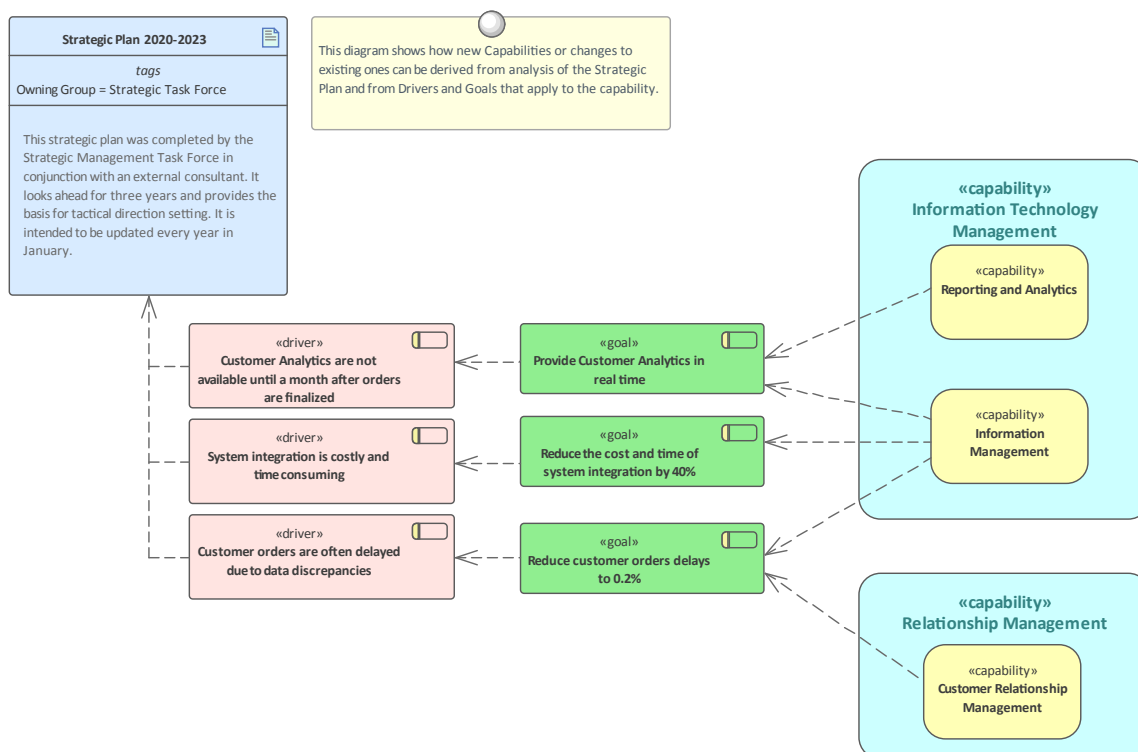 Strategic Plan 2020-2023
tags
Owning Group = Strategic Task Force
This strategic plan was completed by the
Strategic Management Task Force in
conjunction with an external consultant. It
looks ahead for three years and provides the
basis for tactical direction setting. It is
intended to be updated every year in
January.
This diagram shows how new Capabilities or changes to
existing ones can be derived from analysis of the Strategic
Plan and from Drivers and Goals that apply to the capability.
«capability»
Information Technology
Management
«capability»
Reporting and Analytics
«driver»
Customer Analytics are not
available until a month after orders
are finalized
«goal»
Provide Customer Analytics in
real time
«capability»
Information
Management
«driver»
System integration is costly and
time consuming
«goal»
Reduce the cost and time of
system integration by 40%
«driver»
Customer orders are often delayed
due to data discrepancies
«goal»
Reduce customer orders delays
to 0.2%
«capability»
Relationship Management
«capability»
Customer Relationship
Management